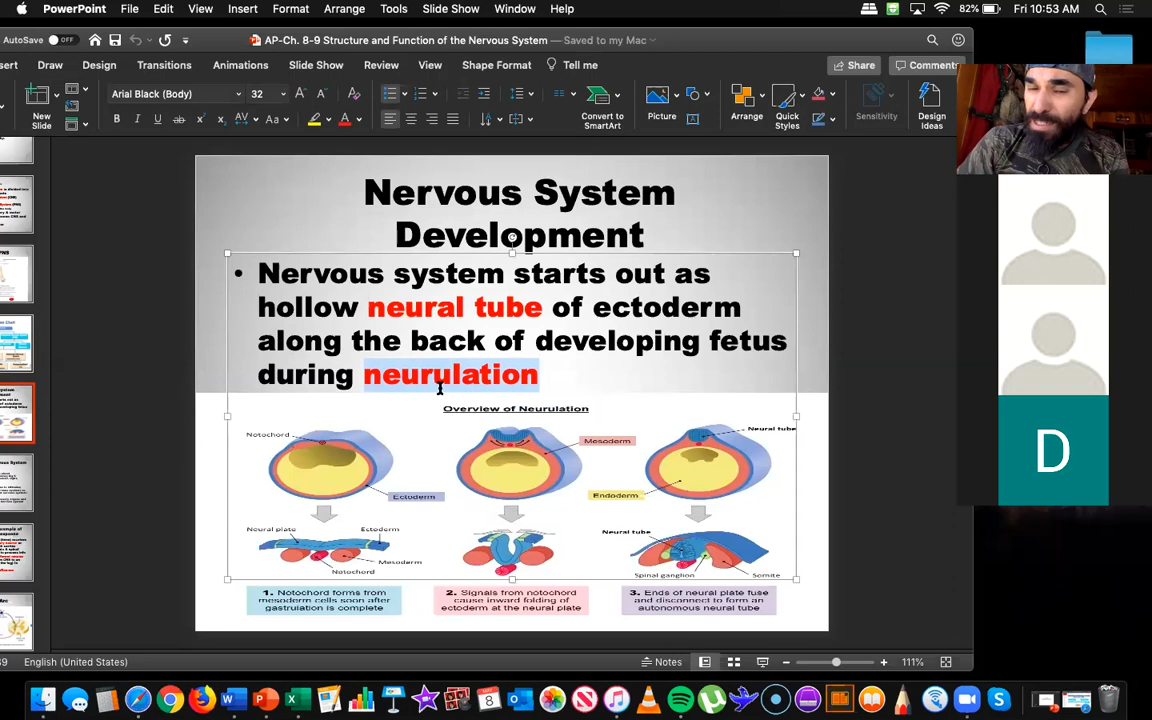 PowerPoint File Edit View Insert Format Arrange Tools Slide Show Window Help 82% Fri 10:53 AM
AutoSave OFF AP-Ch. 8-9 Structure and Function of the Nervous System — Saved to my Mac
sert Draw Design Transitions Animations Slide Show Review View Shape Format Tell me Share Comments
New Slide Arial Black (Body) 32 Convert to SmartArt Picture Arrange Quick Styles Sensitivity Design Ideas
Nervous System
Development
• Nervous system starts out as
hollow neural tube of ectoderm
along the back of developing fetus
during neurulation
Overview of Neurulation
Notochord
Ectoderm
Mesoderm
Neural tube
Endoderm
Neural plate
Ectoderm
Mesoderm
Notochord
Neural tube
Spinal ganglion
Somite
1. Notochord forms from
mesoderm cells soon after
gastrulation is complete
2. Signals from notochord
cause inward folding of
ectoderm at the neural plate
3. Ends of neural plate fuse
and disconnect to form an
autonomous neural tube
D
39 English (United States) Notes 111%